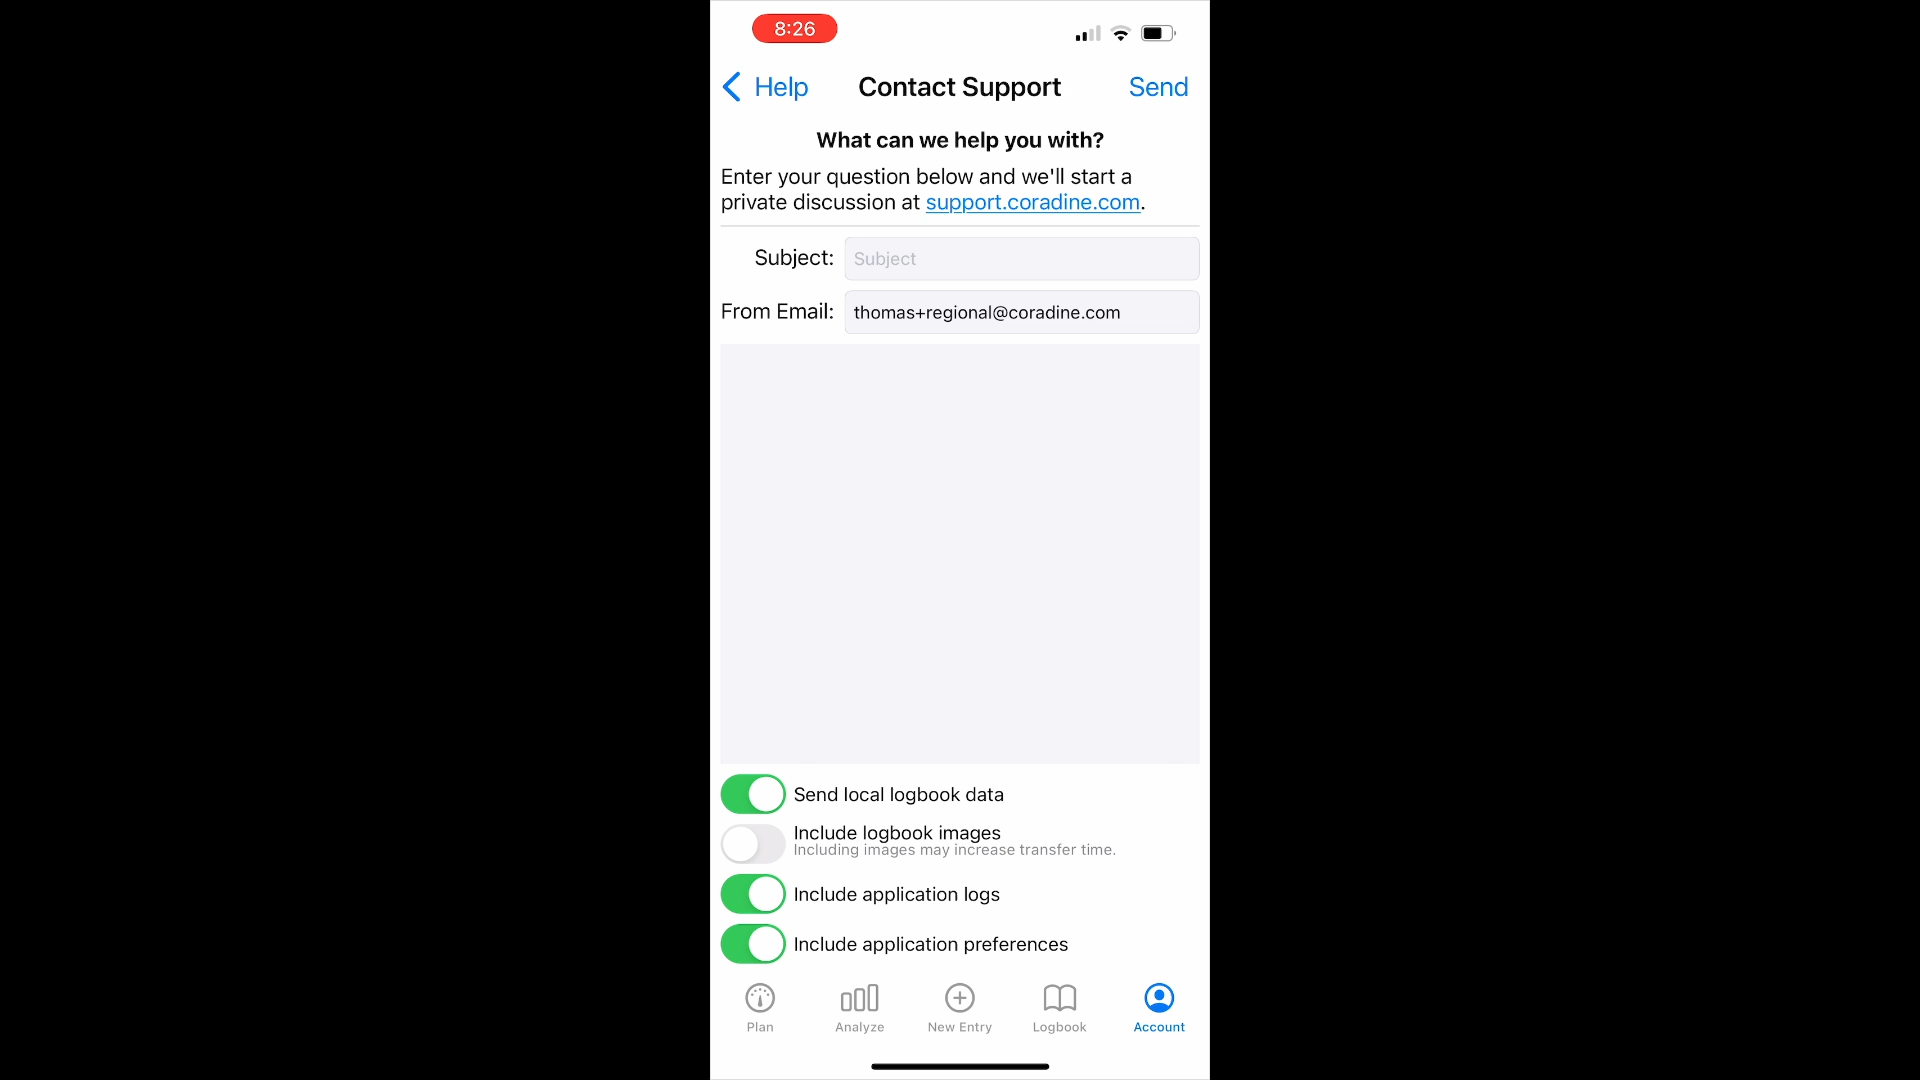 8:26
Help
Contact Support
Send
What can we help you with?
Enter your question below and we'll start a
private discussion at support.coradine.com.
Subject:
Subject
From Email:
thomas+regional@coradine.com
Send local logbook data
Include logbook images
Including images may increase transfer time.
Include application logs
Include application preferences
Plan
Analyze
New Entry
Logbook
Account